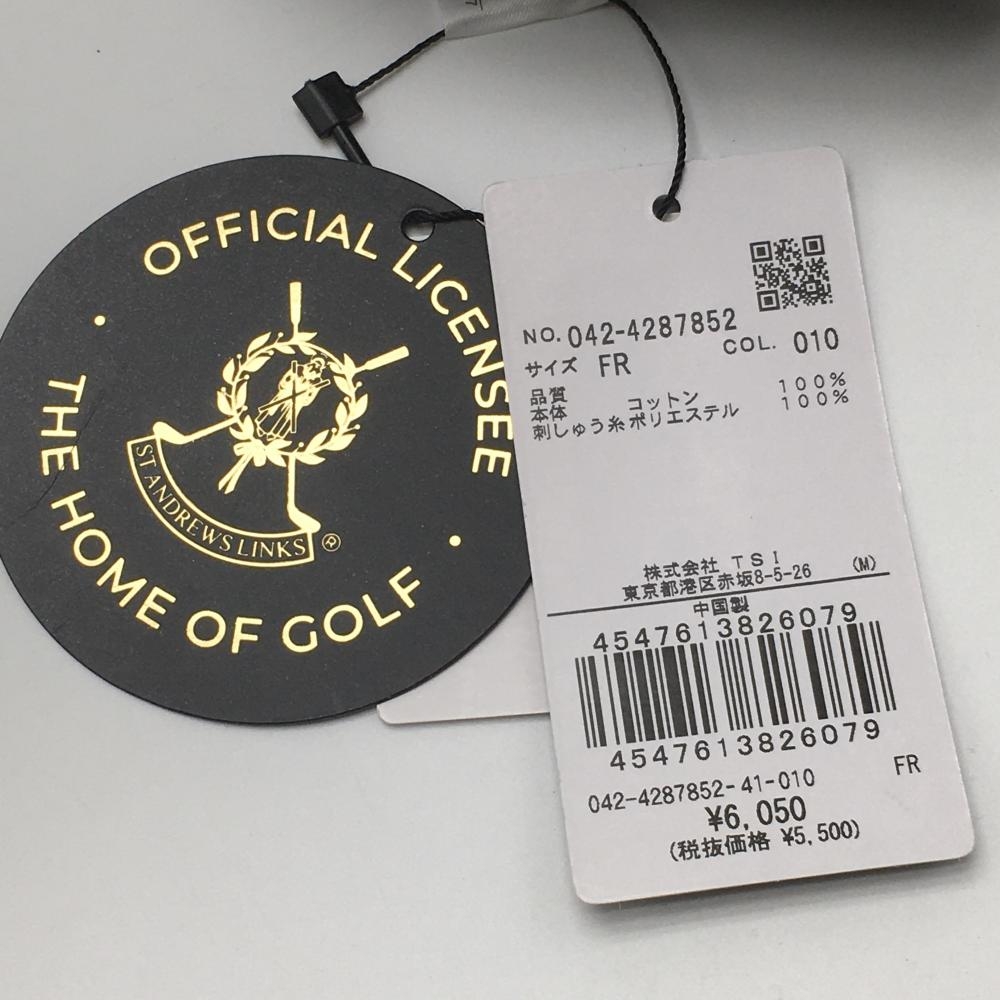 OFFICIAL LICENSEE
THE HOME OF GOLF
ST ANDREWS LINKS ®
NO. 042-4287852
COL. 010
サイズ FR
品質
本体 コットン 100%
刺しゅう糸 ポリエステル 100%
株式会社 TSI
東京都港区赤坂8-5-26 (M)
中国製
4547613826079
4547613826079
042-4287852-41-010 FR
¥6,050
(税抜価格 ¥5,500)